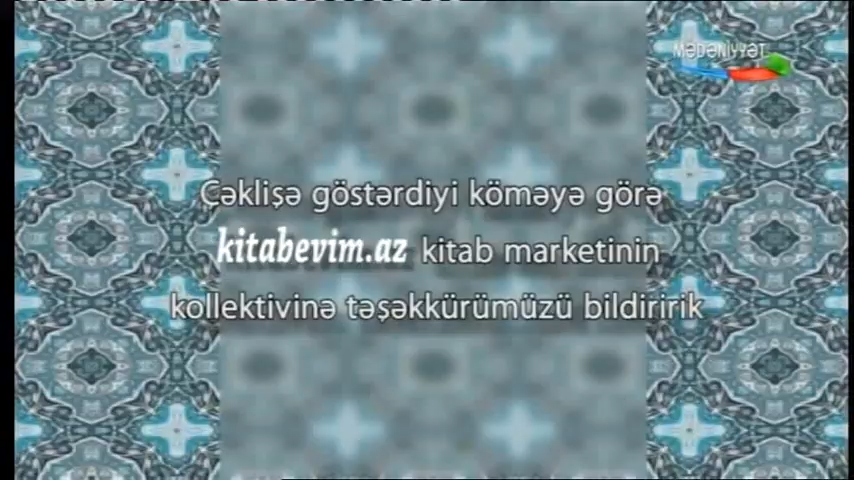 MƏDƏNİYYƏT
Çəklişə göstərdiyi köməyə görə
kitabevim.az kitab marketinin
kollektivinə təşəkkürümüzü bildiririk